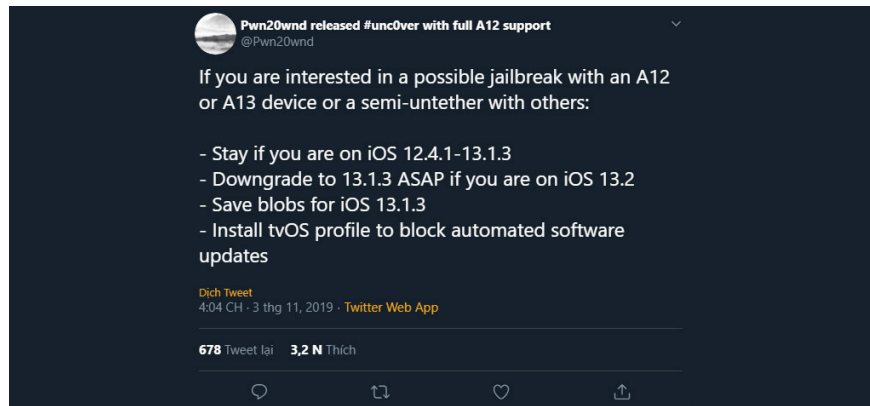 Pwn20wnd released #unc0ver with full A12 support
@Pwn20wnd
If you are interested in a possible jailbreak with an A12
or A13 device or a semi-untether with others:
- Stay if you are on iOS 12.4.1-13.1.3
- Downgrade to 13.1.3 ASAP if you are on iOS 13.2
- Save blobs for iOS 13.1.3
- Install tvOS profile to block automated software
updates
Dịch Tweet
4:04 CH · 3 thg 11, 2019 · Twitter Web App
678 Tweet lại 3,2 N Thích